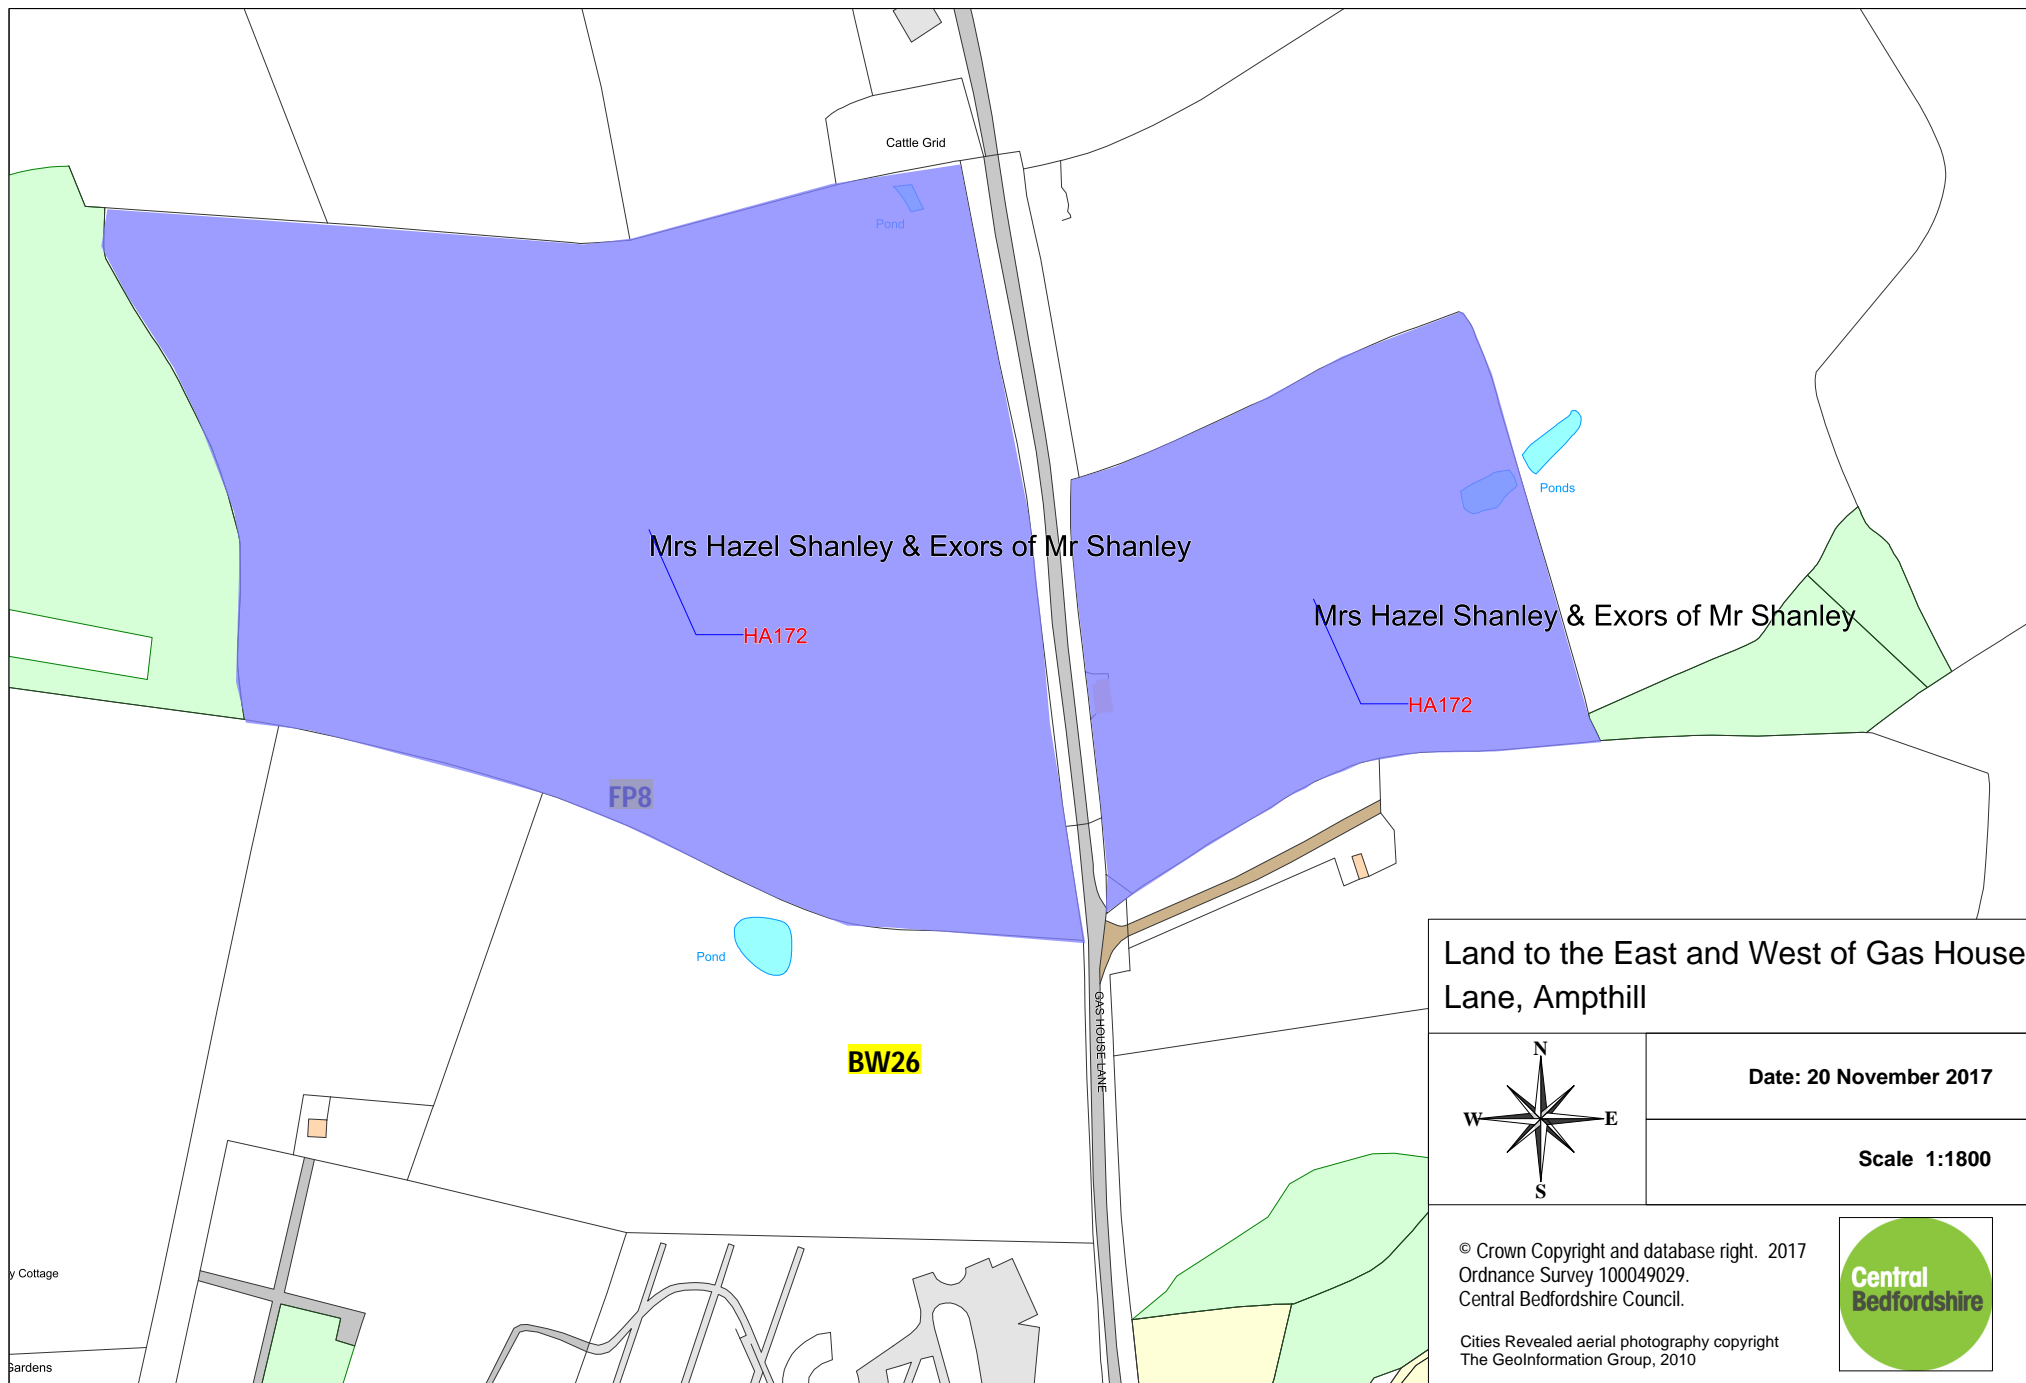 Cattle Grid
Pond
Ponds
Mrs Hazel Shanley & Exors of Mr Shanley
HA172
Mrs Hazel Shanley & Exors of Mr Shanley
HA172
FP8
Pond
GAS HOUSE LANE
BW26
y Cottage
Gardens
Land to the East and West of Gas House
Lane, Ampthill
N
W
E
S
Date: 20 November 2017
Scale 1:1800
© Crown Copyright and database right. 2017
Ordnance Survey 100049029.
Central Bedfordshire Council.
Cities Revealed aerial photography copyright
The GeoInformation Group, 2010
Central
Bedfordshire